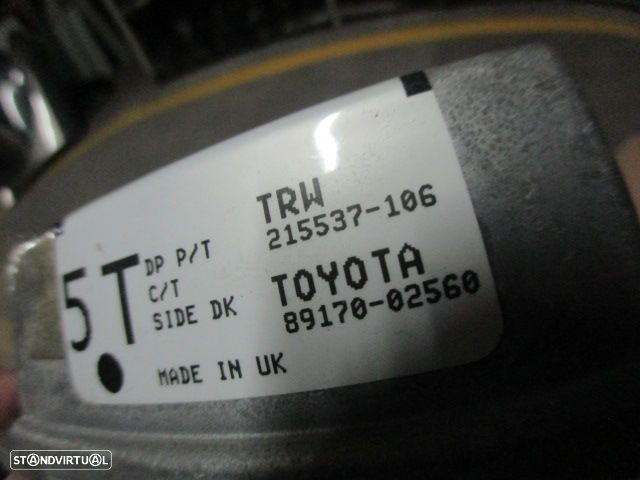 TRW
215537-106
5.T
DP P/T
C/T
SIDE DK
TOYOTA
89170-02560
MADE IN UK
STANDVIRTUAL